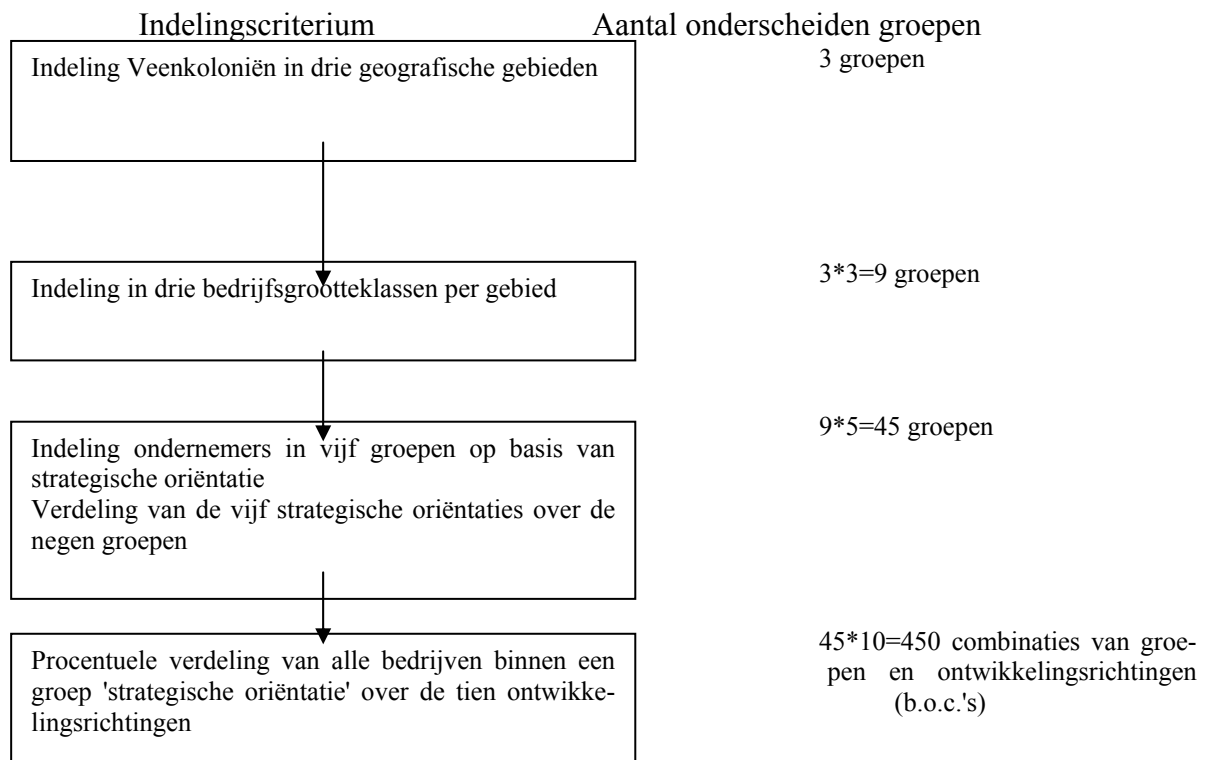 Indelingscriterium Aantal onderscheiden groepen
Indeling Veenkoloniën in drie geografische gebieden
3 groepen
Indeling in drie bedrijfsgrootteklassen per gebied
3*3=9 groepen
Indeling ondernemers in vijf groepen op basis van
strategische oriëntatie
Verdeling van de vijf strategische oriëntaties over de
negen groepen
9*5=45 groepen
Procentuele verdeling van alle bedrijven binnen een
groep 'strategische oriëntatie' over de tien ontwikke-
lingsrichtingen
45*10=450 combinaties van groe-
pen en ontwikkelingsrichtingen
(b.o.c.'s)